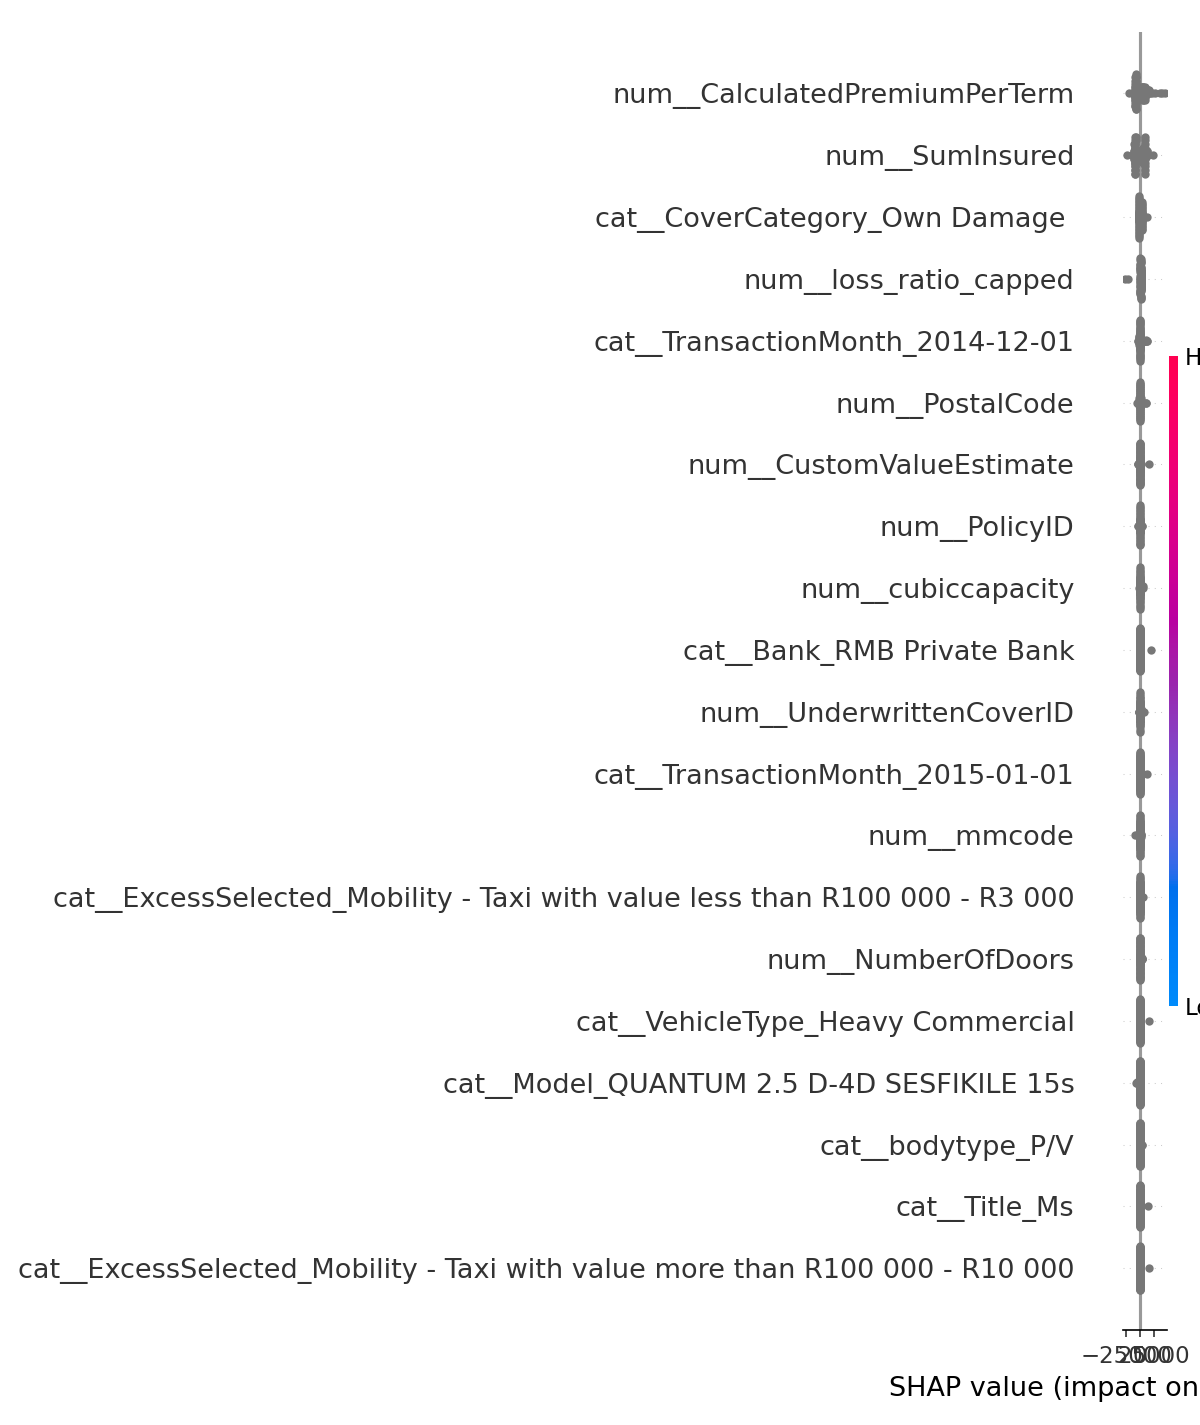 num__CalculatedPremiumPerTerm
num__SumInsured
cat__CoverCategory_Own Damage
num__loss_ratio_capped
cat__TransactionMonth_2014-12-01
H
num__PostalCode
num__CustomValueEstimate
num__PolicyID
num__cubiccapacity
cat__Bank_RMB Private Bank
num__UnderwrittenCoverID
cat__TransactionMonth_2015-01-01
num__mmcode
cat__ExcessSelected_Mobility - Taxi with value less than R100 000 - R3 000
num__NumberOfDoors
cat__VehicleType_Heavy Commercial
cat__Model_QUANTUM 2.5 D-4D SESFIKILE 15s
cat__bodytype_P/V
cat__Title_Ms
cat__ExcessSelected_Mobility - Taxi with value more than R100 000 - R10 000
SHAP value (impact on